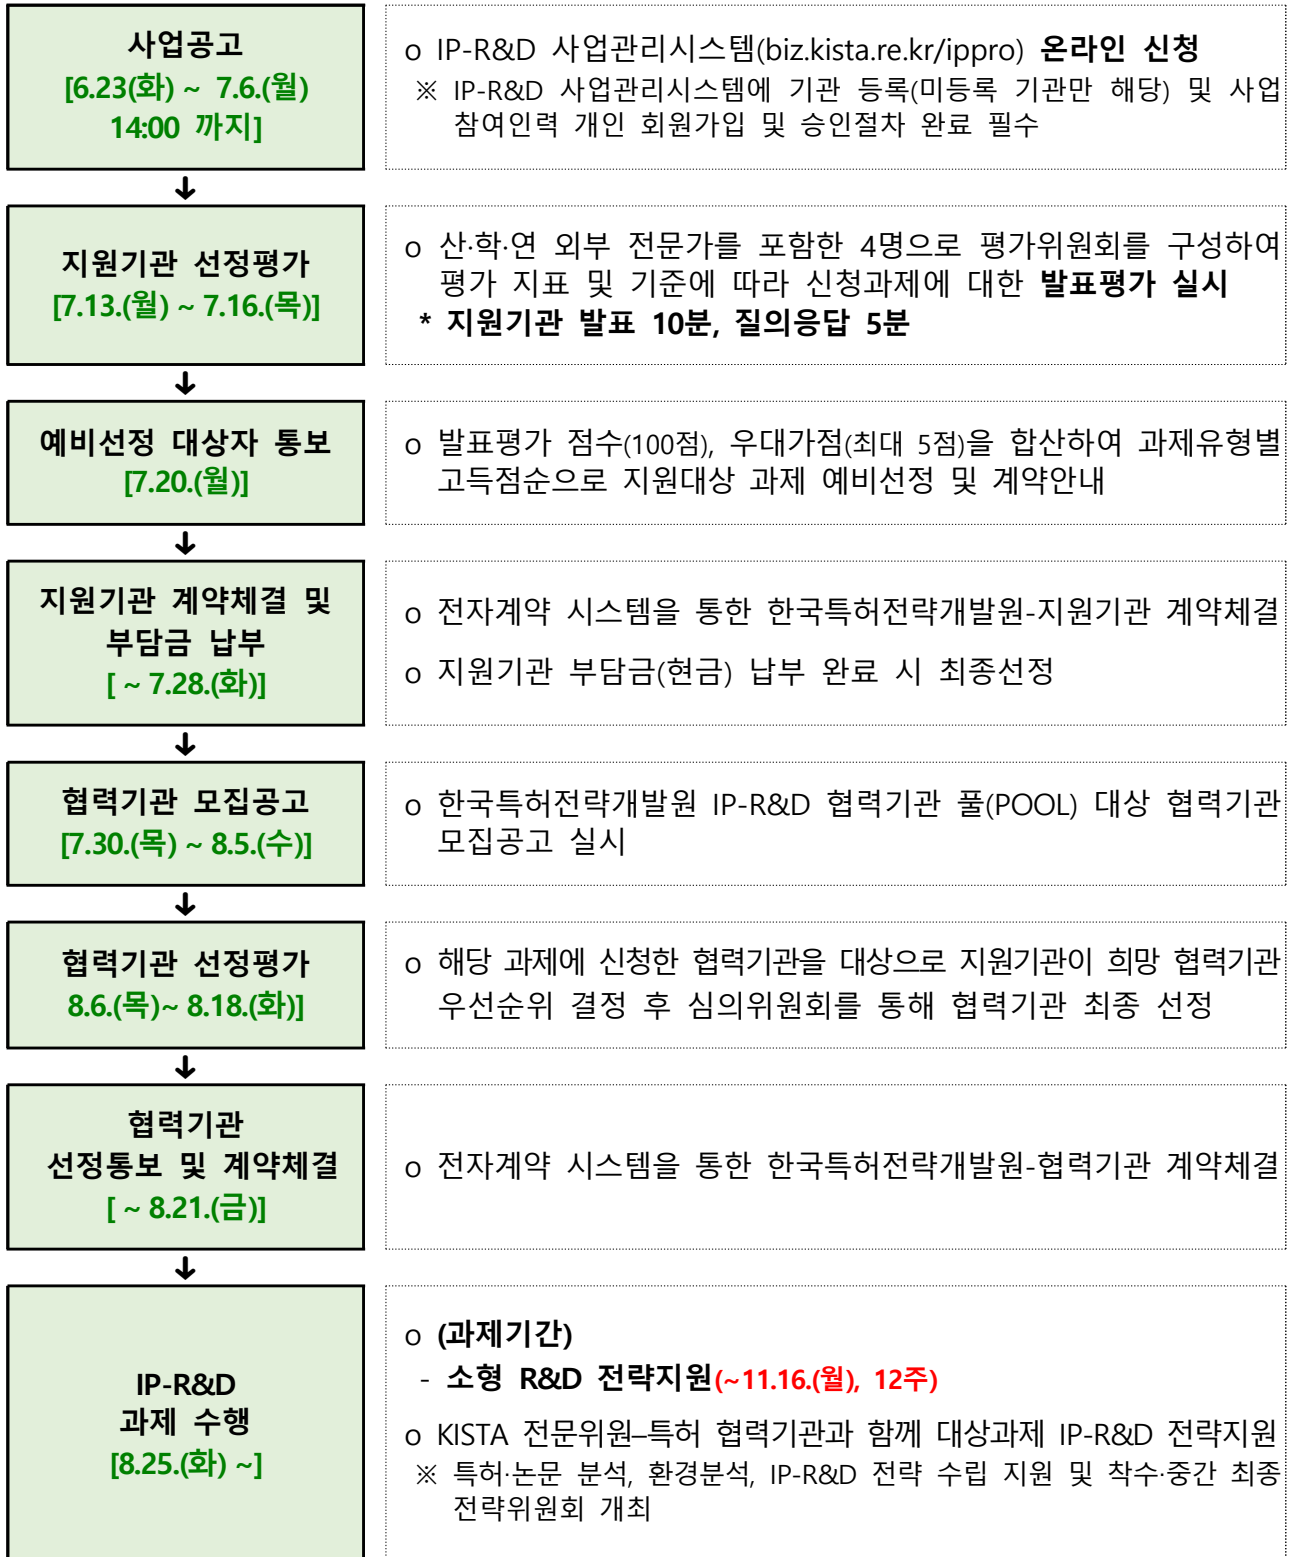 사업공고
[6.23(화) ~ 7.6.(월)
14:00 까지]
o IP-R&D 사업관리시스템(biz.kista.re.kr/ippro) 온라인 신청
※ IP-R&D 사업관리시스템에 기관 등록(미등록 기관만 해당) 및 사업
참여인력 개인 회원가입 및 승인절차 완료 필수
↓
지원기관 선정평가
[7.13.(월) ~ 7.16.(목)]
o 산·학·연 외부 전문가를 포함한 4명으로 평가위원회를 구성하여
평가 지표 및 기준에 따라 신청과제에 대한 발표평가 실시
* 지원기관 발표 10분, 질의응답 5분
↓
예비선정 대상자 통보
[7.20.(월)]
o 발표평가 점수(100점), 우대가점(최대 5점)을 합산하여 과제유형별
고득점순으로 지원대상 과제 예비선정 및 계약안내
↓
지원기관 계약체결 및
부담금 납부
[ ~ 7.28.(화)]
o 전자계약 시스템을 통한 한국특허전략개발원-지원기관 계약체결
o 지원기관 부담금(현금) 납부 완료 시 최종선정
↓
협력기관 모집공고
[7.30.(목) ~ 8.5.(수)]
o 한국특허전략개발원 IP-R&D 협력기관 풀(POOL) 대상 협력기관
모집공고 실시
↓
협력기관 선정평가
8.6.(목)~ 8.18.(화)]
o 해당 과제에 신청한 협력기관을 대상으로 지원기관이 희망 협력기관
우선순위 결정 후 심의위원회를 통해 협력기관 최종 선정
↓
협력기관
선정통보 및 계약체결
[ ~ 8.21.(금)]
o 전자계약 시스템을 통한 한국특허전략개발원-협력기관 계약체결
↓
IP-R&D
과제 수행
[8.25.(화) ~]
o (과제기간)
- 소형 R&D 전략지원(~11.16.(월), 12주)
o KISTA 전문위원–특허 협력기관과 함께 대상과제 IP-R&D 전략지원
※ 특허·논문 분석, 환경분석, IP-R&D 전략 수립 지원 및 착수·중간 최종
전략위원회 개최